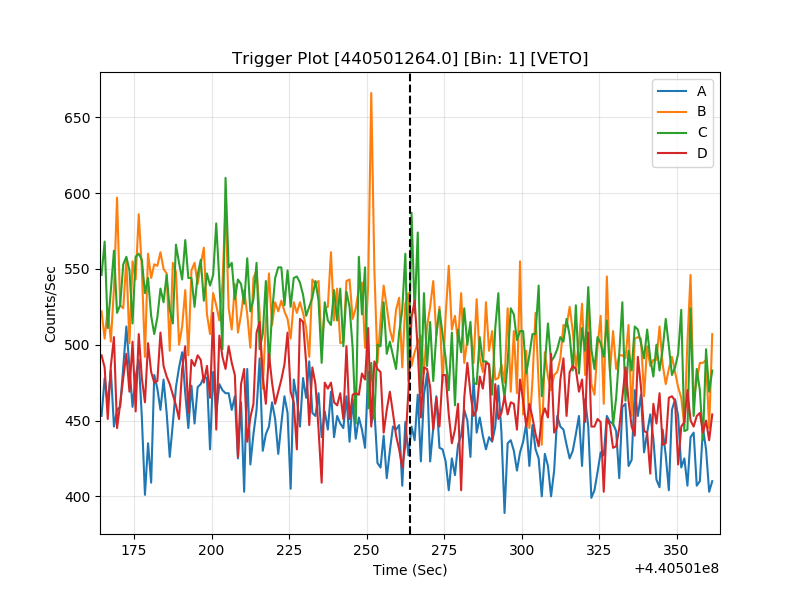 Trigger Plot [440501264.0] [Bin: 1] [VETO]
A
B
C
D
650
600
550
500
450
400
Counts/Sec
175
200
225
250
275
300
325
350
+4.40501e8
Time (Sec)